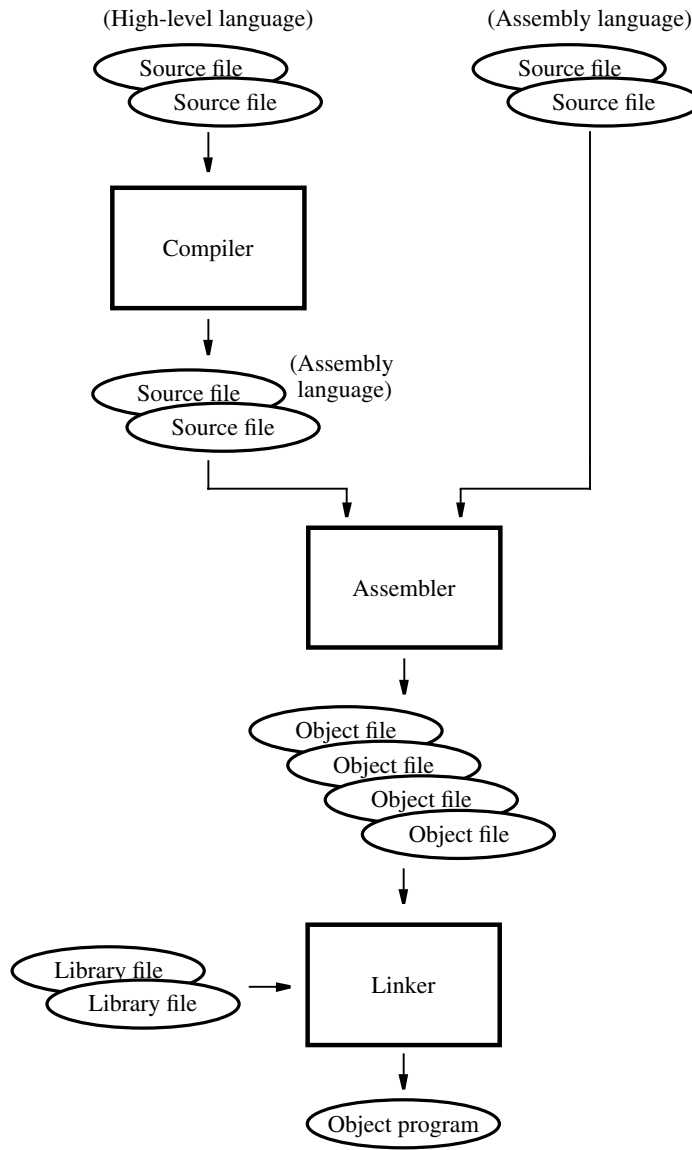 (High-level language)
(Assembly language)
Source file
Source file
Source file
Source file
Compiler
(Assembly
language)
Source file
Source file
Assembler
Object file
Object file
Object file
Object file
Library file
Library file
Linker
Object program